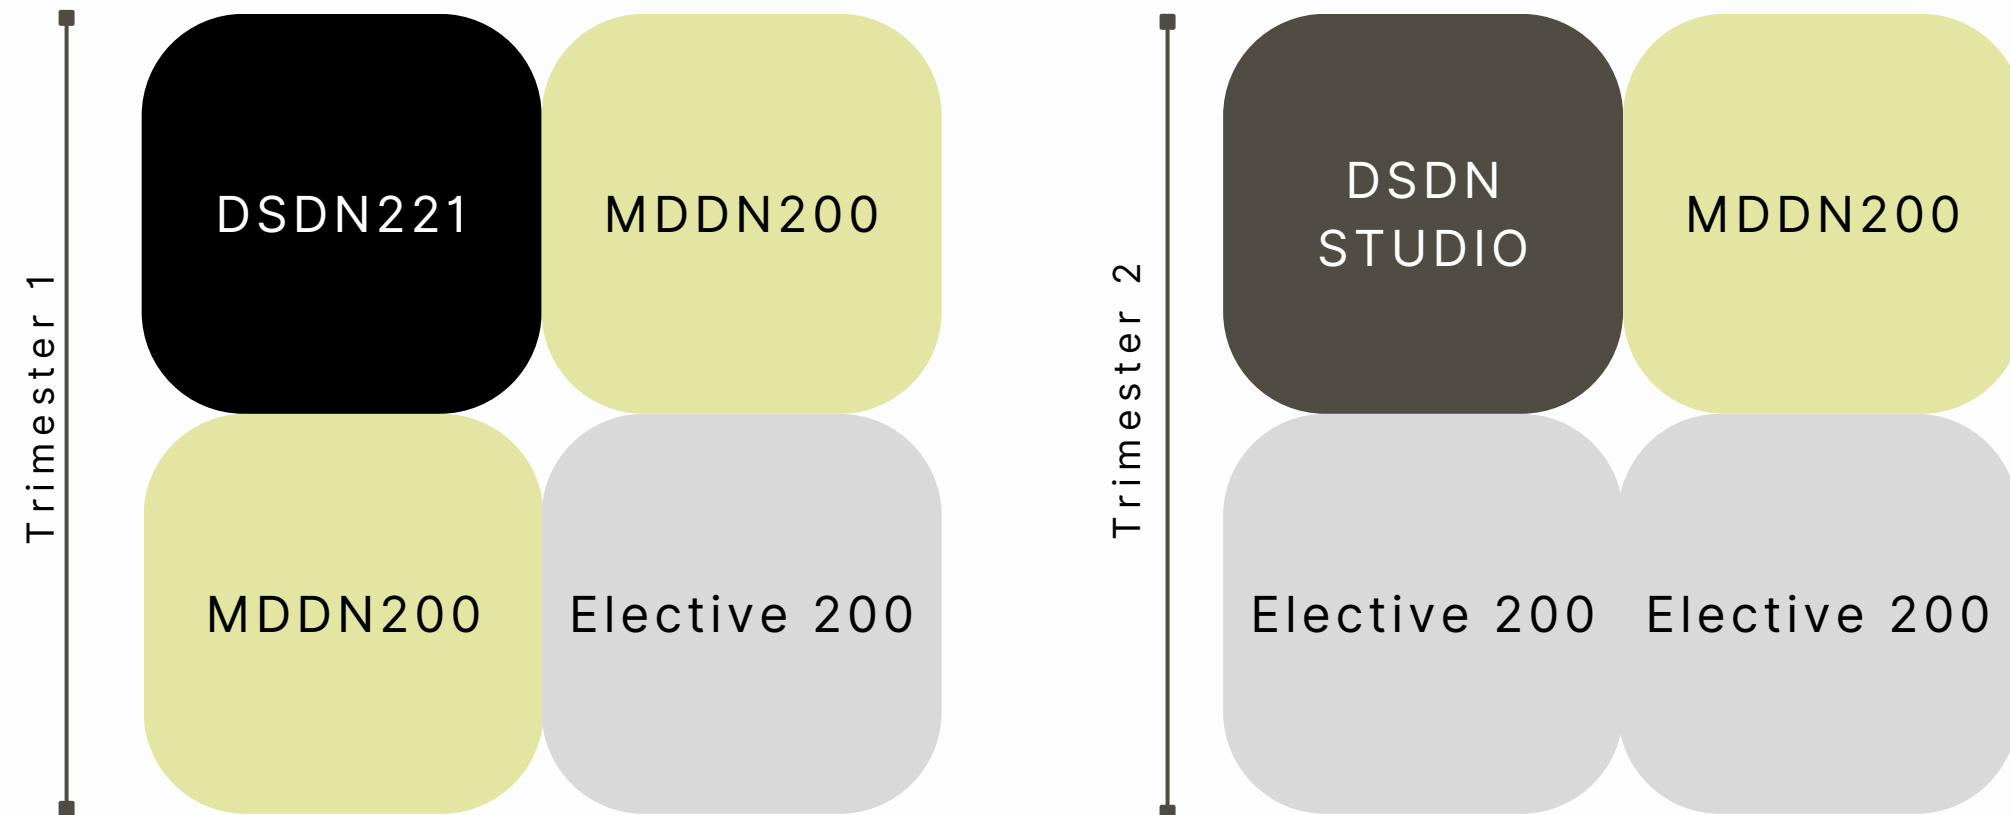 Trimester 1
DSDN221
MDDN200
MDDN200
Elective 200
Trimester 2
DSDN
STUDIO
MDDN200
Elective 200
Elective 200